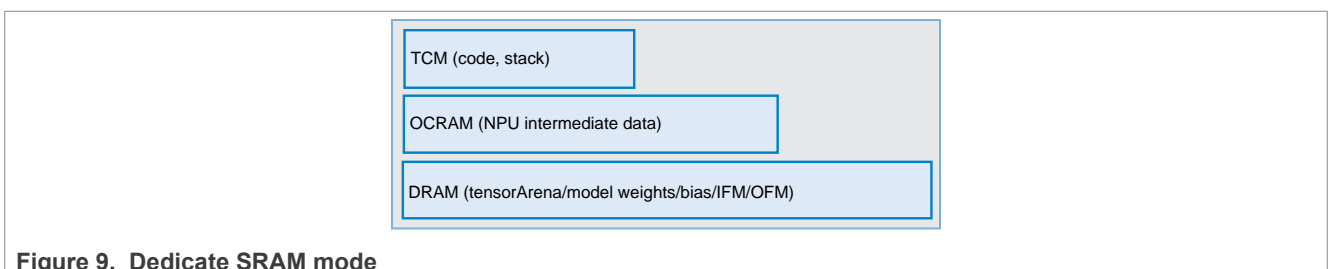 TCM (code, stack)
OCRAM (NPU intermediate data)
DRAM (tensorArena/model weights/bias/IFM/OFM)
Figure 9. Dedicate SRAM mode